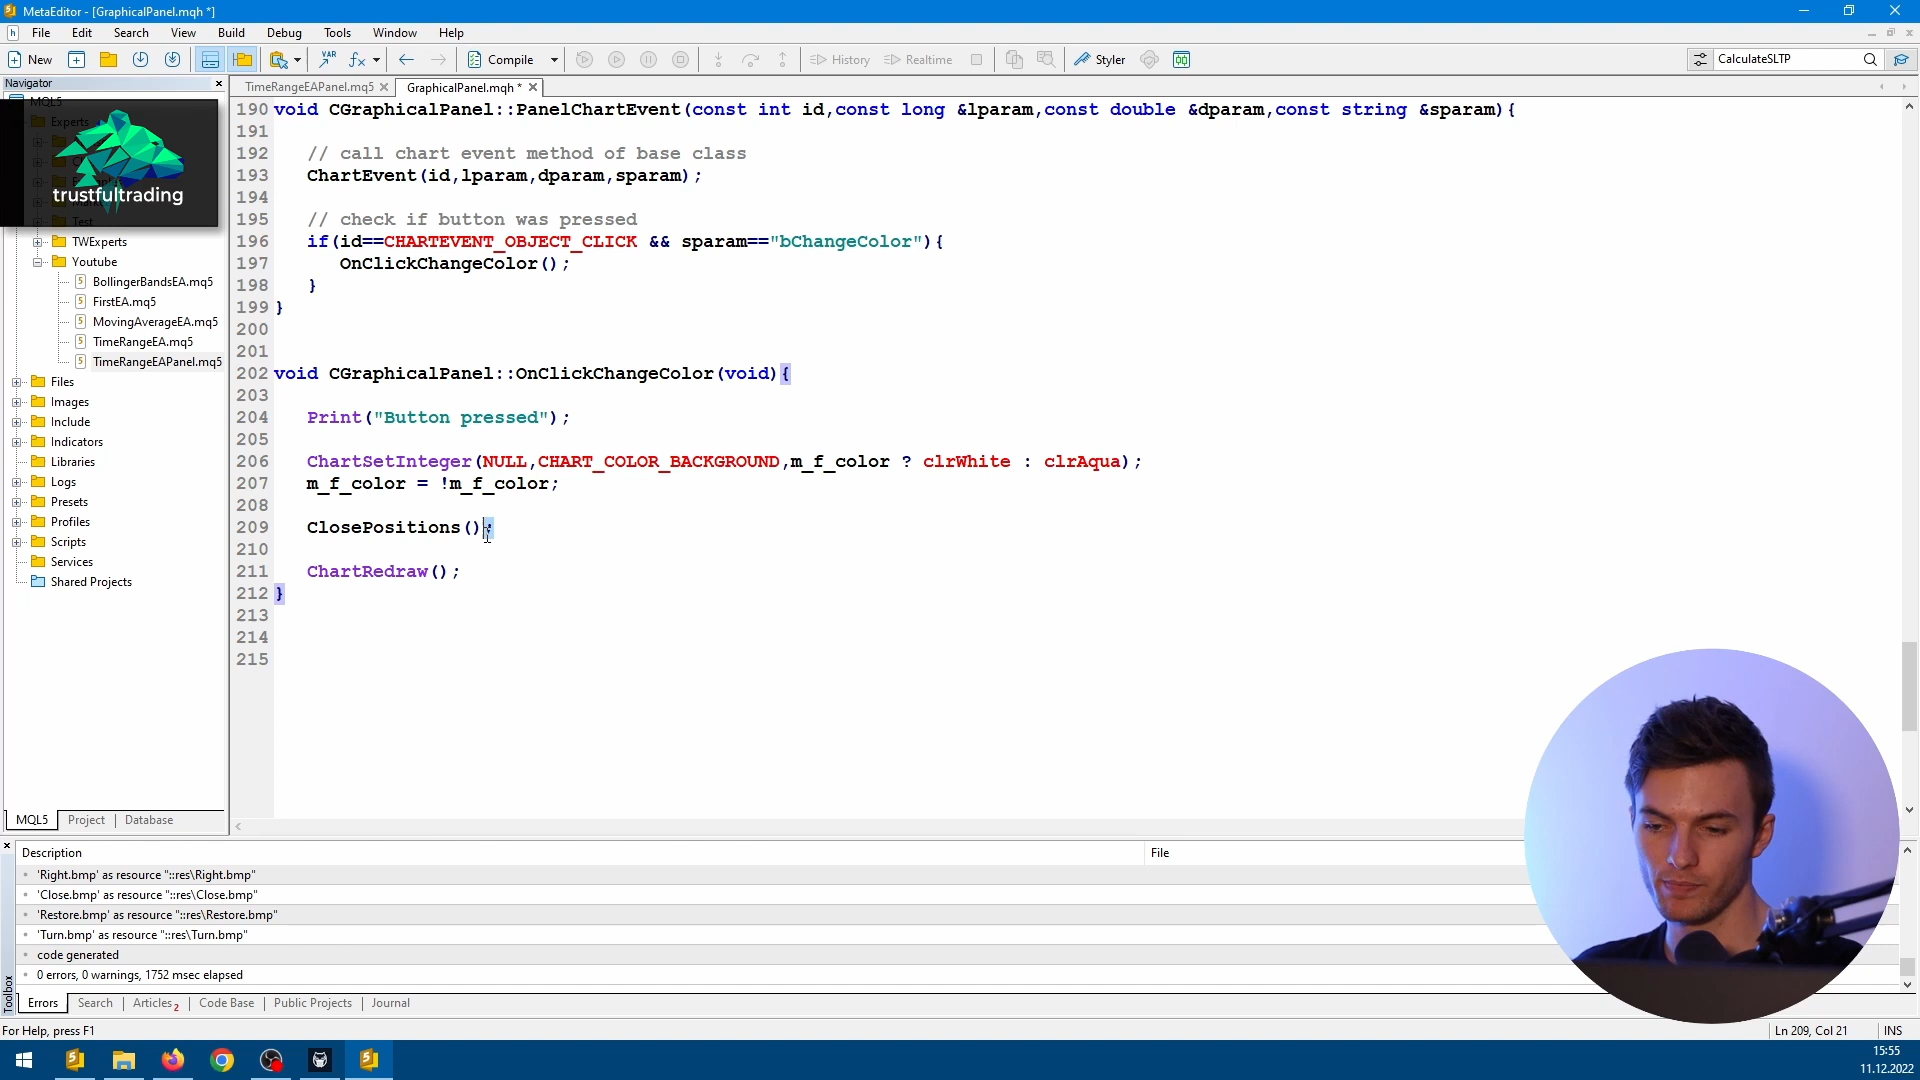 MetaEditor - [GraphicalPanel.mqh *]
File Edit Search View Build Debug Tools Window Help
New Compile History Realtime Styler CalculateSLTP
Navigator
TimeRangeEAPanel.mq5
GraphicalPanel.mqh *
MQL5
Experts
trustfultrading
Test
TWExperts
Youtube
BollingerBandsEA.mq5
FirstEA.mq5
MovingAverageEA.mq5
TimeRangeEA.mq5
TimeRangeEAPanel.mq5
Files
Images
Include
Indicators
Libraries
Logs
Presets
Profiles
Scripts
Services
Shared Projects
MQL5 Project Database
190 void CGraphicalPanel::PanelChartEvent(const int id,const long &lparam,const double &dparam,const string &sparam){
191
192 // call chart event method of base class
193 ChartEvent(id,lparam,dparam,sparam);
194
195 // check if button was pressed
196 if(id==CHARTEVENT_OBJECT_CLICK && sparam=="bChangeColor"){
197 OnClickChangeColor();
198 }
199 }
200
201
202 void CGraphicalPanel::OnClickChangeColor(void){
203
204 Print("Button pressed");
205
206 ChartSetInteger(NULL,CHART_COLOR_BACKGROUND,m_f_color ? clrWhite : clrAqua);
207 m_f_color = !m_f_color;
208
209 ClosePositions();
210
211 ChartRedraw();
212 }
213
214
215
Description File
'Right.bmp' as resource "::res\Right.bmp"
'Close.bmp' as resource "::res\Close.bmp"
'Restore.bmp' as resource "::res\Restore.bmp"
'Turn.bmp' as resource "::res\Turn.bmp"
code generated
0 errors, 0 warnings, 1752 msec elapsed
Toolbox
Errors Search Articles 2 Code Base Public Projects Journal
For Help, press F1
Ln 209, Col 21 INS
15:55
11.12.2022